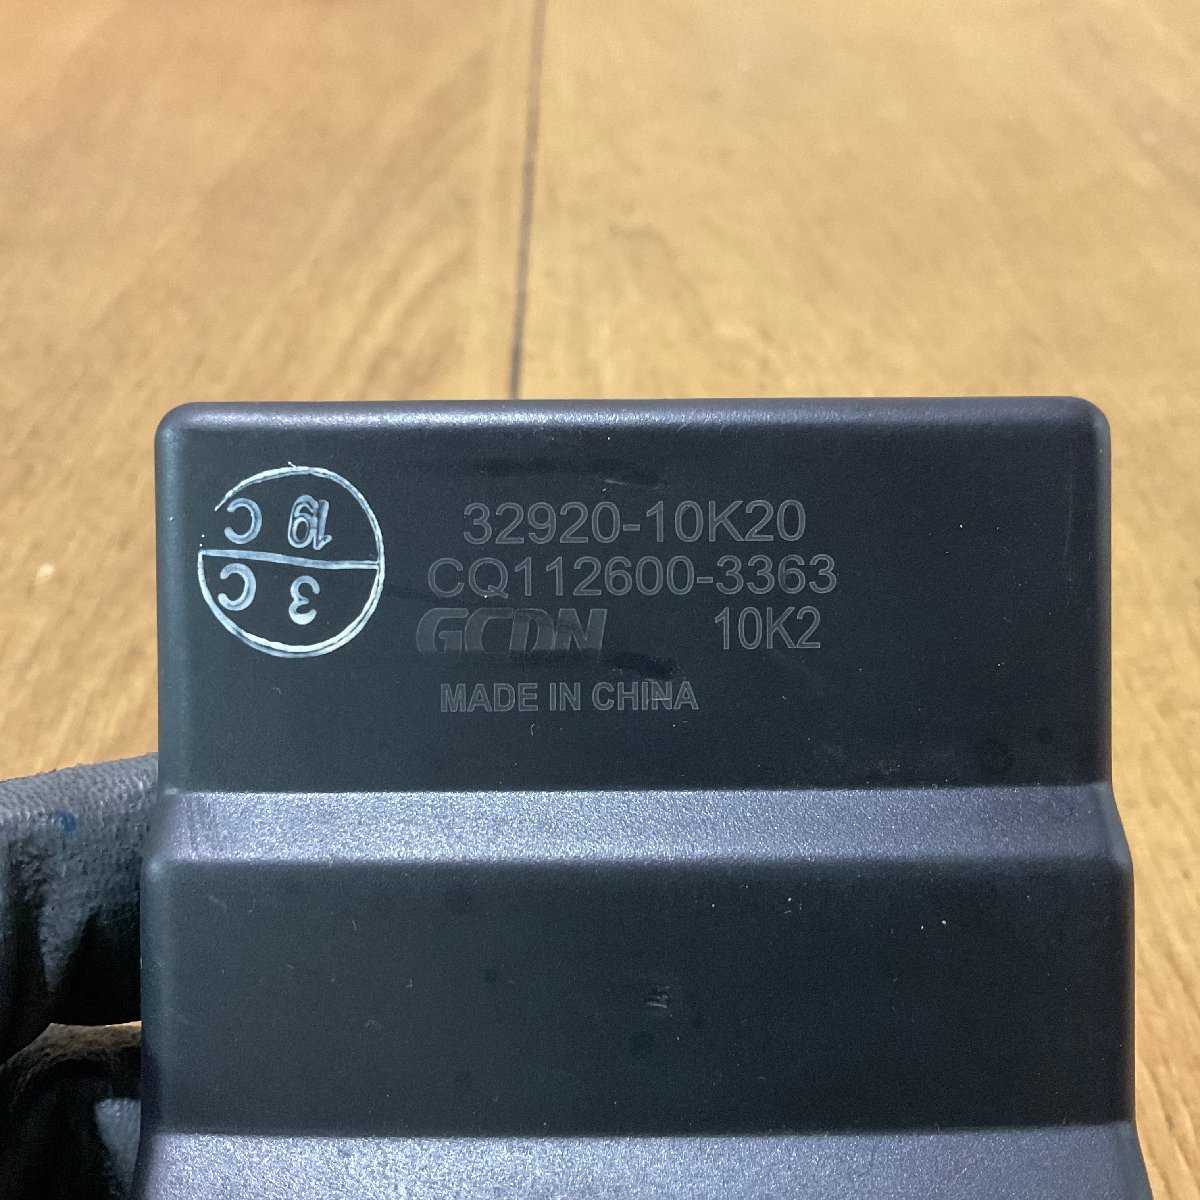 19 C
3 C
32920-10K20
CQ112600-3363
GCDN 10K2
MADE IN CHINA